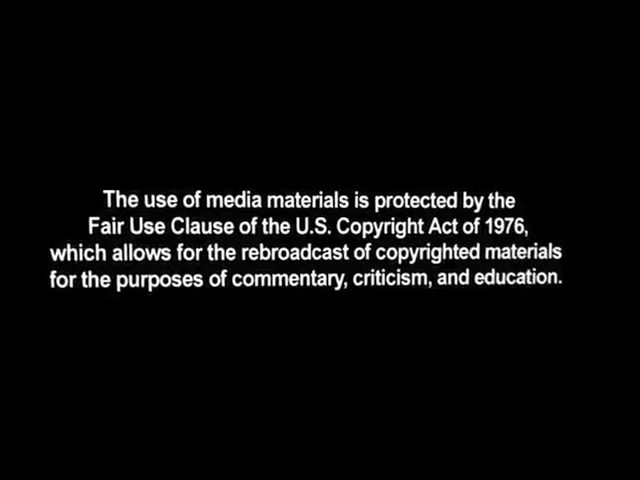 The use of media materials is protected by the
Fair Use Clause of the U.S. Copyright Act of 1976,
which allows for the rebroadcast of copyrighted materials
for the purposes of commentary, criticism, and education.